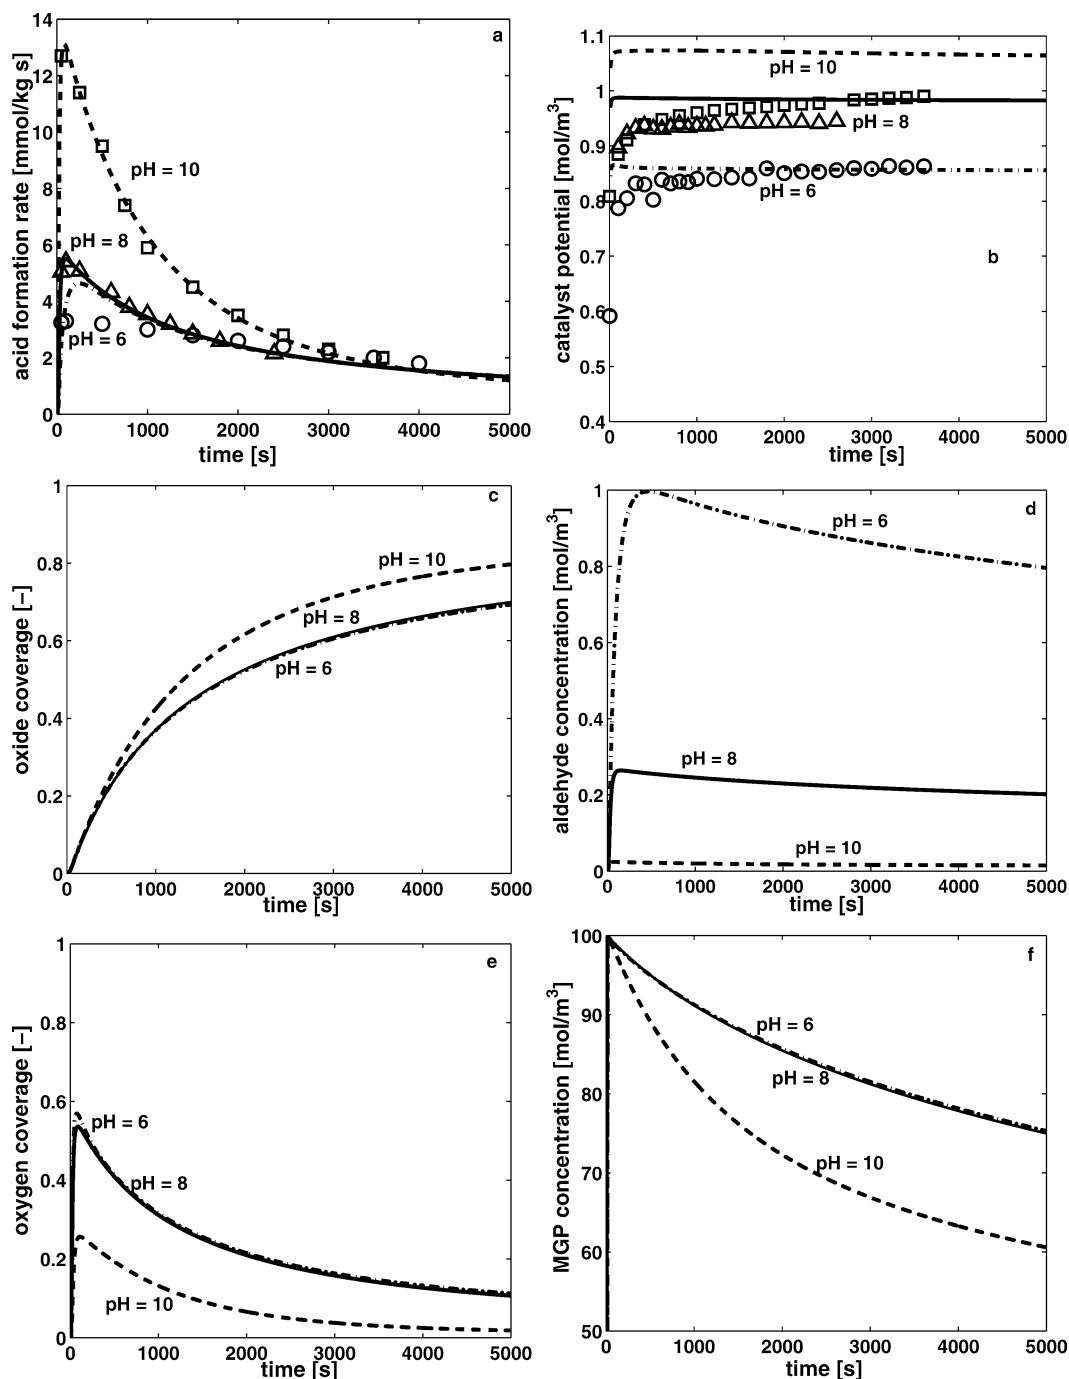 a
acid formation rate [mmol/kg s]
14
12
10
8
6
4
2
0
pH = 10
pH = 8
pH = 6
0 1000 2000 3000 4000 5000
time [s]
b
catalyst potential [mol/m³]
1.1
1
0.9
0.8
0.7
0.6
0.5
0.4
pH = 10
pH = 8
pH = 6
0 1000 2000 3000 4000 5000
time [s]
c
oxide coverage [−]
1
0.8
0.6
0.4
0.2
0
pH = 10
pH = 8
pH = 6
0 1000 2000 3000 4000 5000
time [s]
d
aldehyde concentration [mol/m³]
1
0.8
0.6
0.4
0.2
0
pH = 6
pH = 8
pH = 10
0 1000 2000 3000 4000 5000
time [s]
e
oxygen coverage [−]
1
0.8
0.6
0.4
0.2
0
pH = 6
pH = 8
pH = 10
0 1000 2000 3000 4000 5000
time [s]
f
MGP concentration [mol/m³]
100
90
80
70
60
50
pH = 6
pH = 8
pH = 10
0 1000 2000 3000 4000 5000
time [s]